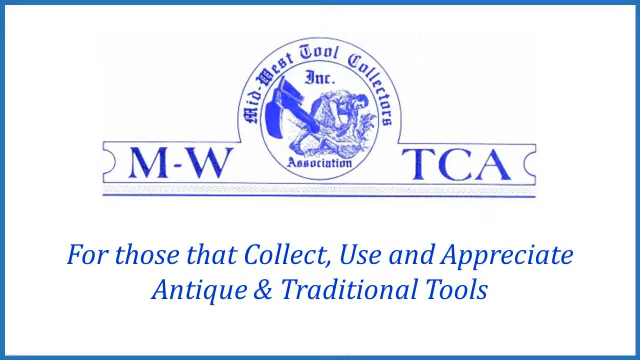 Mid-West Tool Collectors
Inc.
Association
M-W TCA
For those that Collect, Use and Appreciate
Antique & Traditional Tools